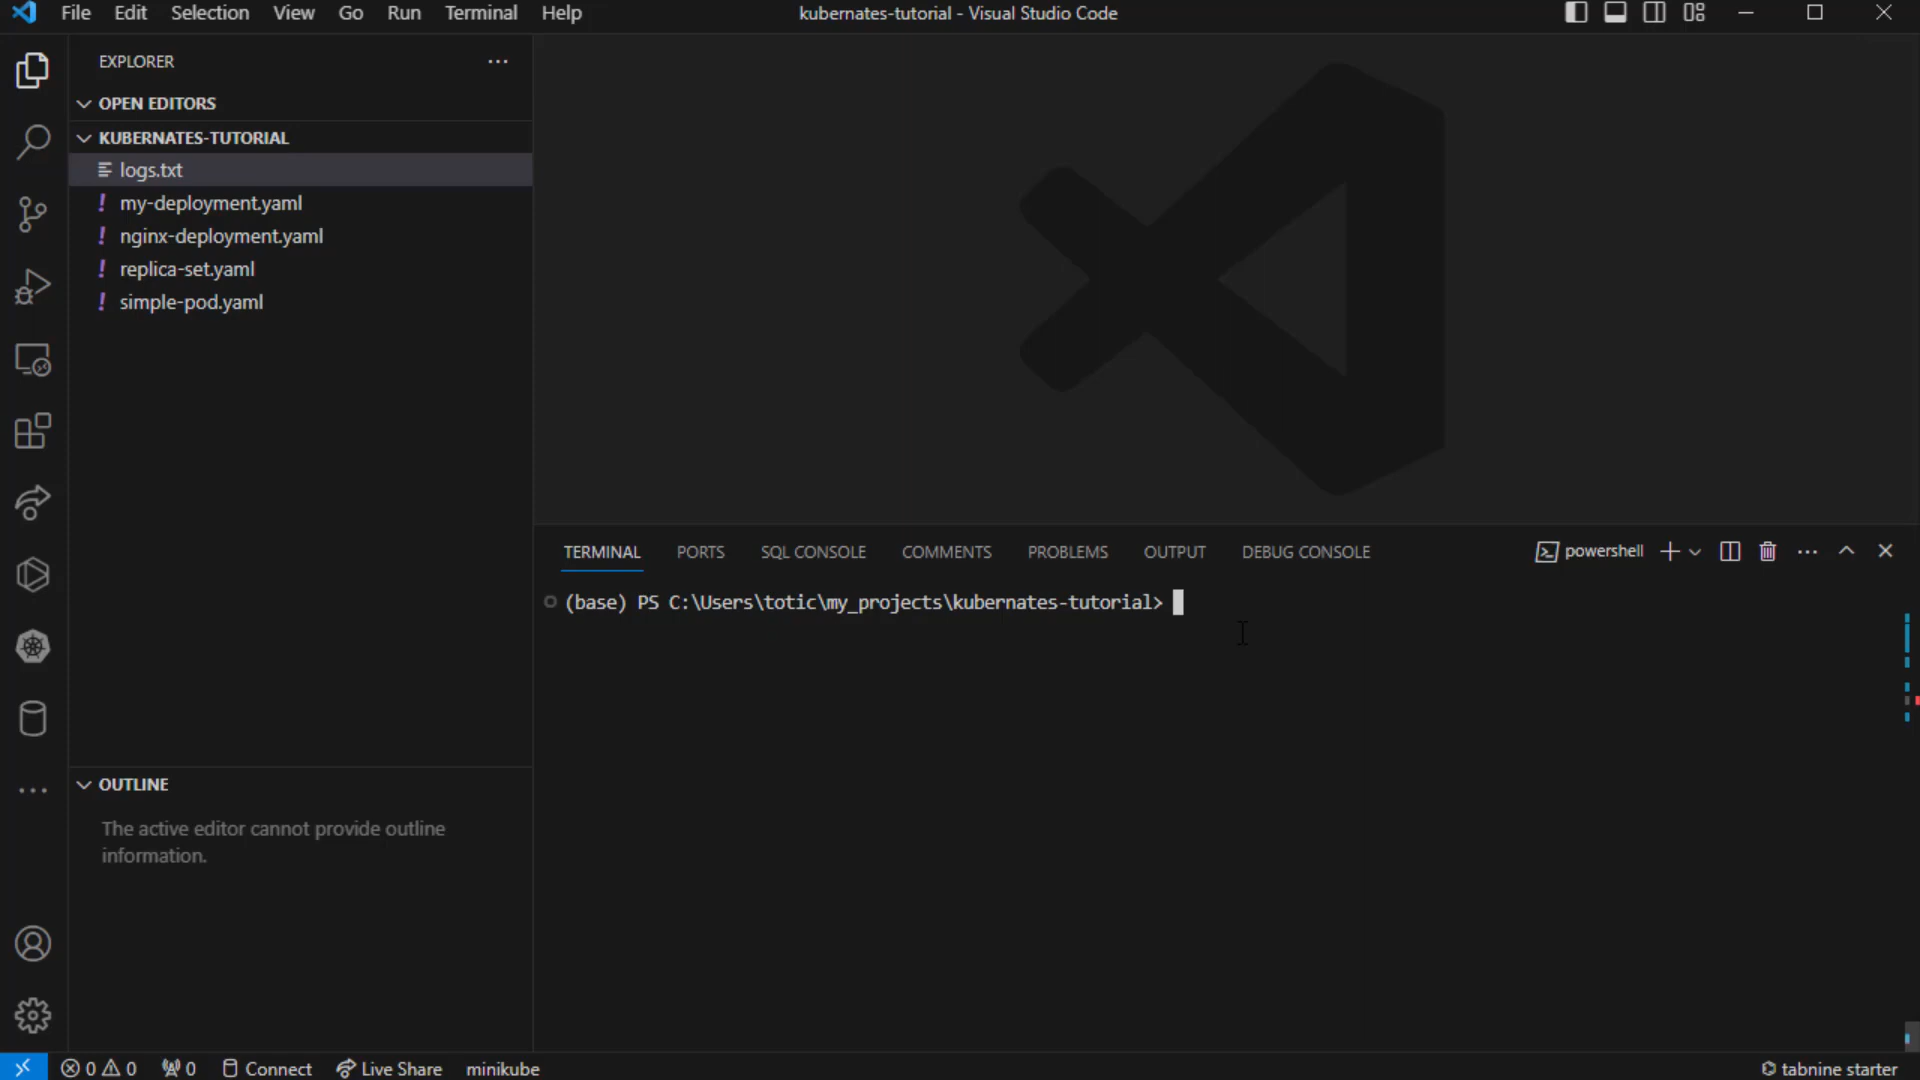 File Edit Selection View Go Run Terminal Help
kubernates-tutorial - Visual Studio Code
EXPLORER
OPEN EDITORS
KUBERNATES-TUTORIAL
logs.txt
! my-deployment.yaml
! nginx-deployment.yaml
! replica-set.yaml
! simple-pod.yaml
OUTLINE
The active editor cannot provide outline
information.
TERMINAL PORTS SQL CONSOLE COMMENTS PROBLEMS OUTPUT DEBUG CONSOLE
powershell
(base) PS C:\Users\totic\my_projects\kubernates-tutorial>
0 0 0 Connect Live Share minikube
tabnine starter